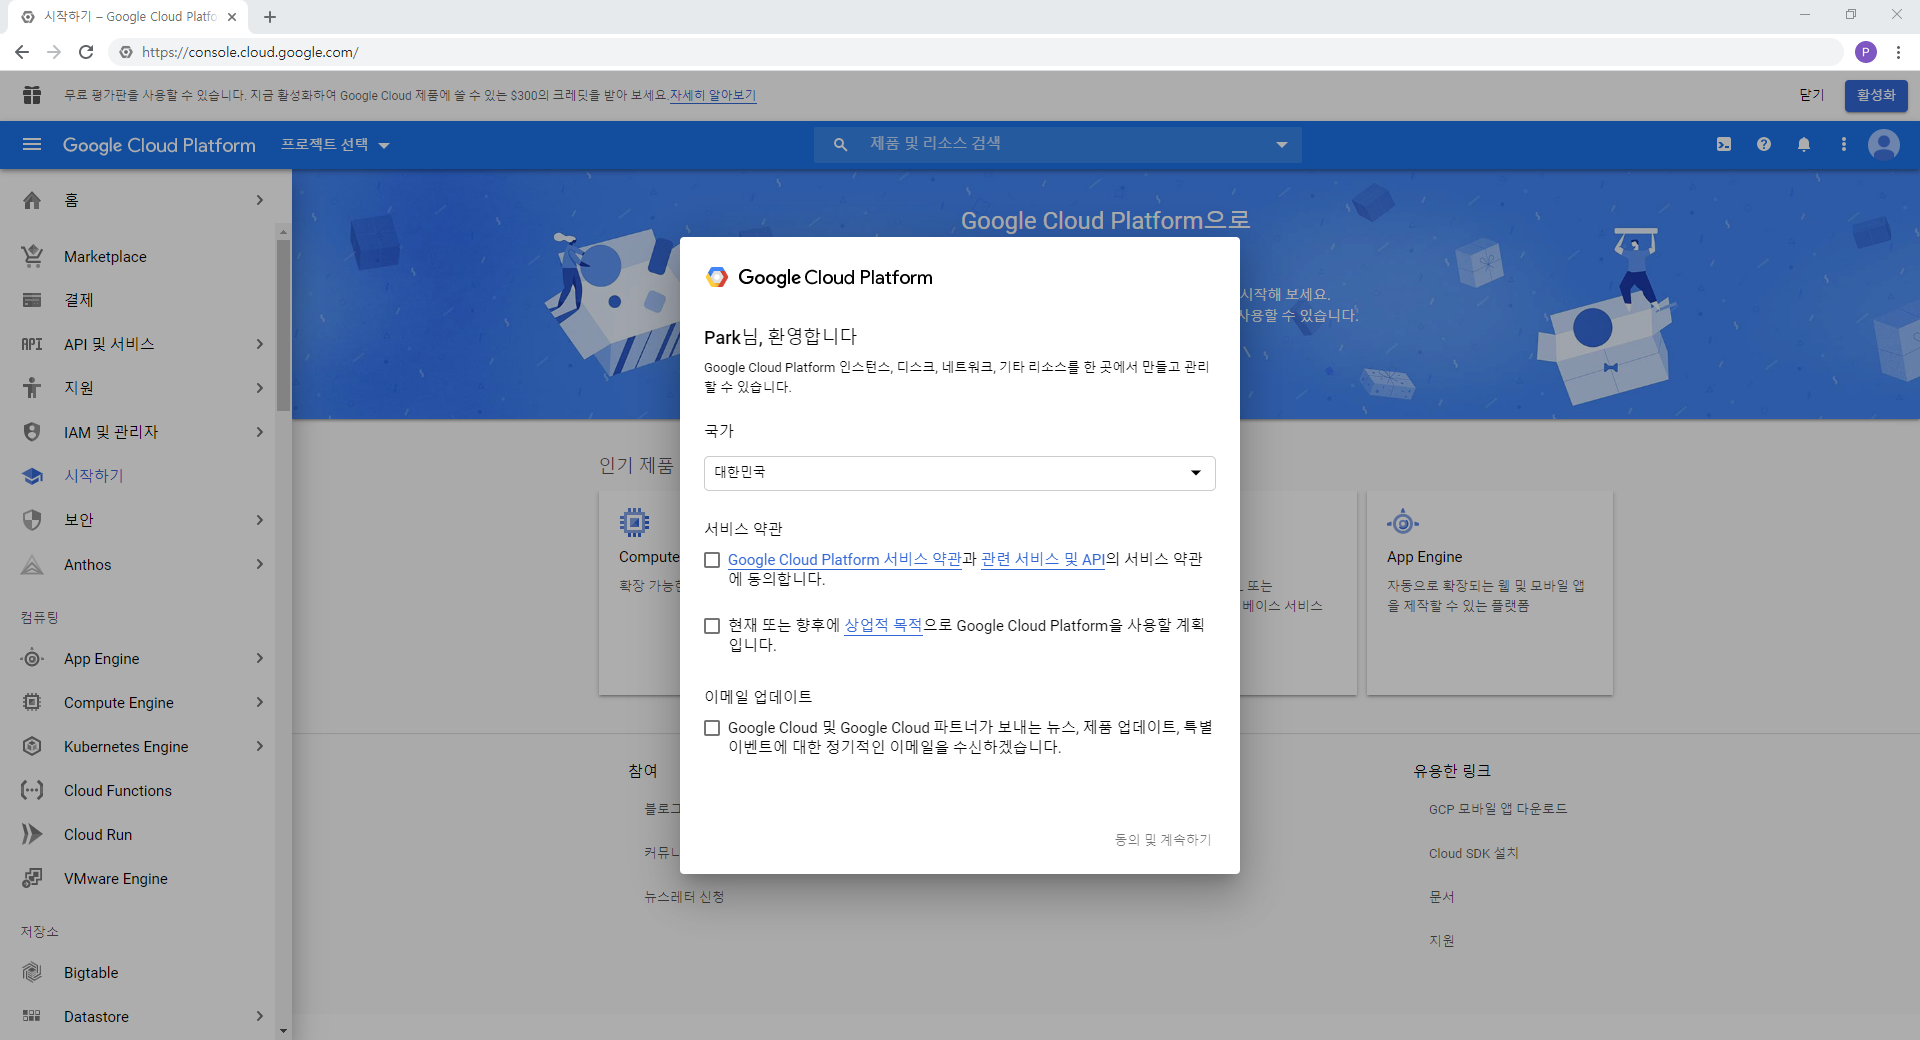 시작하기 – Google Cloud Platfo
https://console.cloud.google.com/
P
무료 평가판을 사용할 수 있습니다. 지금 활성화하여 Google Cloud 제품에 쓸 수 있는 $300의 크레딧을 받아 보세요.자세히 알아보기
닫기
활성화
Google Cloud Platform
프로젝트 선택
제품 및 리소스 검색
홈
Marketplace
결제
API
API 및 서비스
지원
IAM 및 관리자
시작하기
보안
Anthos
컴퓨팅
App Engine
Compute Engine
Kubernetes Engine
Cloud Functions
Cloud Run
VMware Engine
저장소
Bigtable
Datastore
Google Cloud Platform으로
시작해 보세요.
사용할 수 있습니다.
Google Cloud Platform
Park님, 환영합니다
Google Cloud Platform 인스턴스, 디스크, 네트워크, 기타 리소스를 한 곳에서 만들고 관리
할 수 있습니다.
국가
대한민국
서비스 약관
Google Cloud Platform 서비스 약관과 관련 서비스 및 API의 서비스 약관
에 동의합니다.
현재 또는 향후에 상업적 목적으로 Google Cloud Platform을 사용할 계획
입니다.
이메일 업데이트
Google Cloud 및 Google Cloud 파트너가 보내는 뉴스, 제품 업데이트, 특별
이벤트에 대한 정기적인 이메일을 수신하겠습니다.
동의 및 계속하기
인기 제품
Compute
확장 가능한
또는
베이스 서비스
App Engine
자동으로 확장되는 웹 및 모바일 앱
을 제작할 수 있는 플랫폼
참여
블로그
커뮤니
뉴스레터 신청
유용한 링크
GCP 모바일 앱 다운로드
Cloud SDK 설치
문서
지원